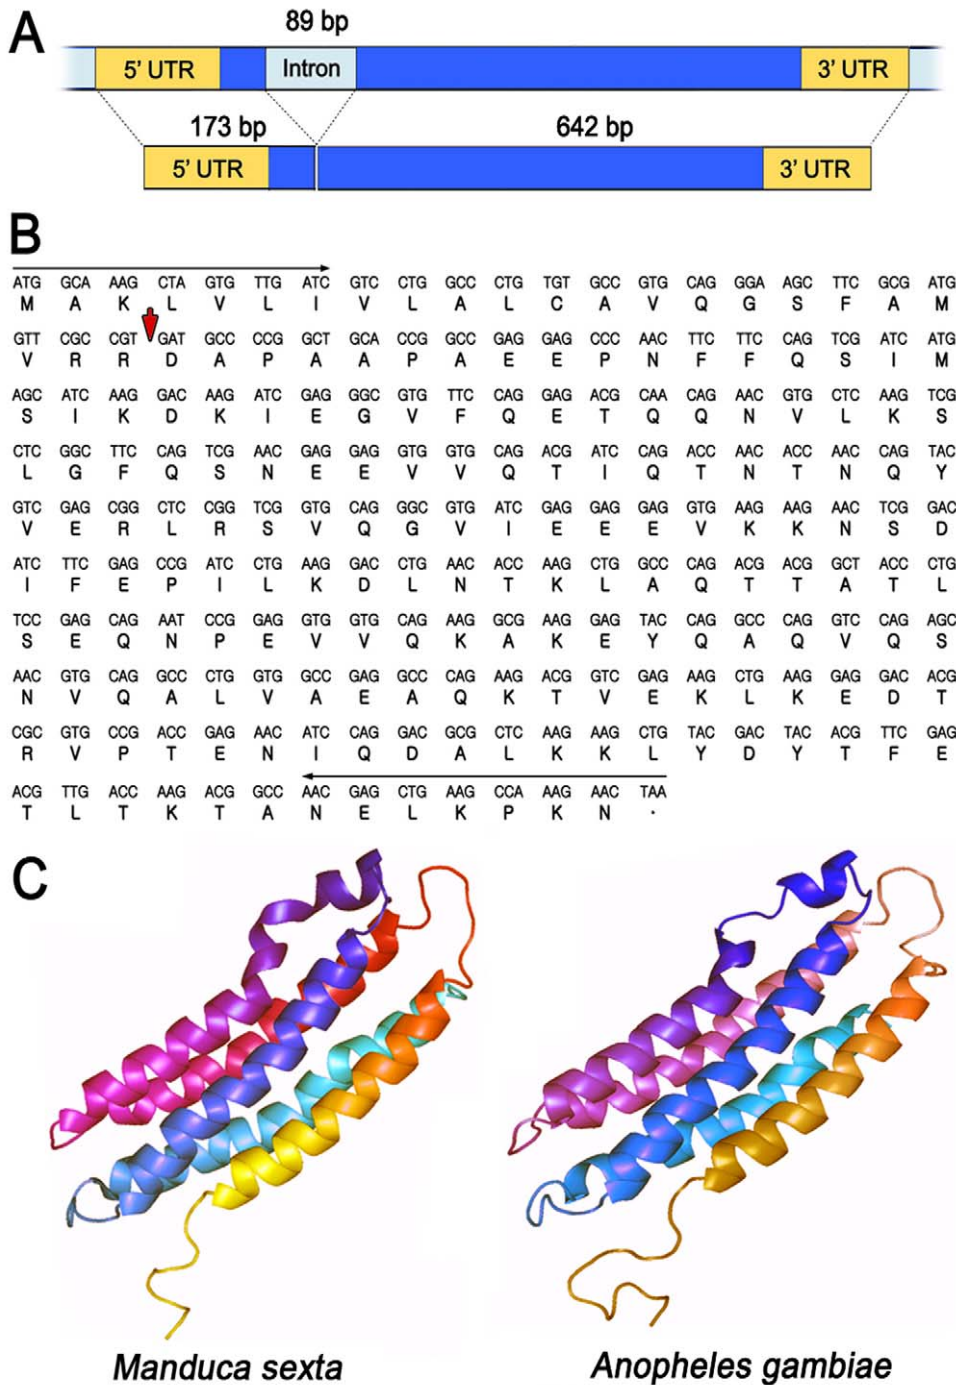 A
89 bp
5' UTR Intron 3' UTR
173 bp 642 bp
5' UTR 3' UTR
B
ATG GCA AAG CTA GTG TTG ATC GTC CTG GCC CTG TGT GCC GTG CAG GGA AGC TTC GCG ATG
M A K L V L I V L A L C A V Q G S F A M
GTT CGC CGT GAT GCC CCG GCT GCA CCG GCC GAG GAG CCC AAC TTC TTC CAG TCG ATC ATG
V R R D A P A A P A E E P N F F Q S I M
AGC ATC AAG GAC AAG ATC GAG GGC GTG TTC CAG GAG ACG CAA CAG AAC GTG CTC AAG TCG
S I K D K I E G V F Q E T Q Q N V L K S
CTC GGC TTC CAG TCG AAC GAG GAG GTG GTG CAG ACG ATC CAG ACC AAC ACC AAC CAG TAC
L G F Q S N E E V V Q T I Q T N T N Q Y
GTC GAG CGG CTC CGG TCG GTG CAG GGC GTG ATC GAG GAG GAG GTG AAG AAG AAC TCG GAC
V E R L R S V Q G V I E E E V K K N S D
ATC TTC GAG CCG ATC CTG AAG GAC CTG AAC ACC AAG CTG GCC CAG ACG ACG GCT ACC CTG
I F E P I L K D L N T K L A Q T T A T L
TCC GAG CAG AAT CCG GAG GTG GTG CAG AAG GCG AAG GAG TAC CAG GCC CAG GTC CAG AGC
S E Q N P E V V Q K A K E Y Q A Q V Q S
AAC GTG CAG GCC CTG GTG GCC GAG GCC CAG AAG ACG GTC GAG AAG CTG AAG GAG GAC ACG
N V Q A L V A E A Q K T V E K L K E D T
CGC GTG CCG ACC GAG AAC ATC CAG GAC GCG CTC AAG AAG CTG TAC GAC TAC ACG TTC GAG
R V P T E N I Q D A L K K L Y D Y T F E
ACG TTG ACC AAG ACG GCC AAC GAG CTG AAG CCA AAG AAC TAA
T L T K T A N E L K P K N ·
C
Manduca sexta Anopheles gambiae